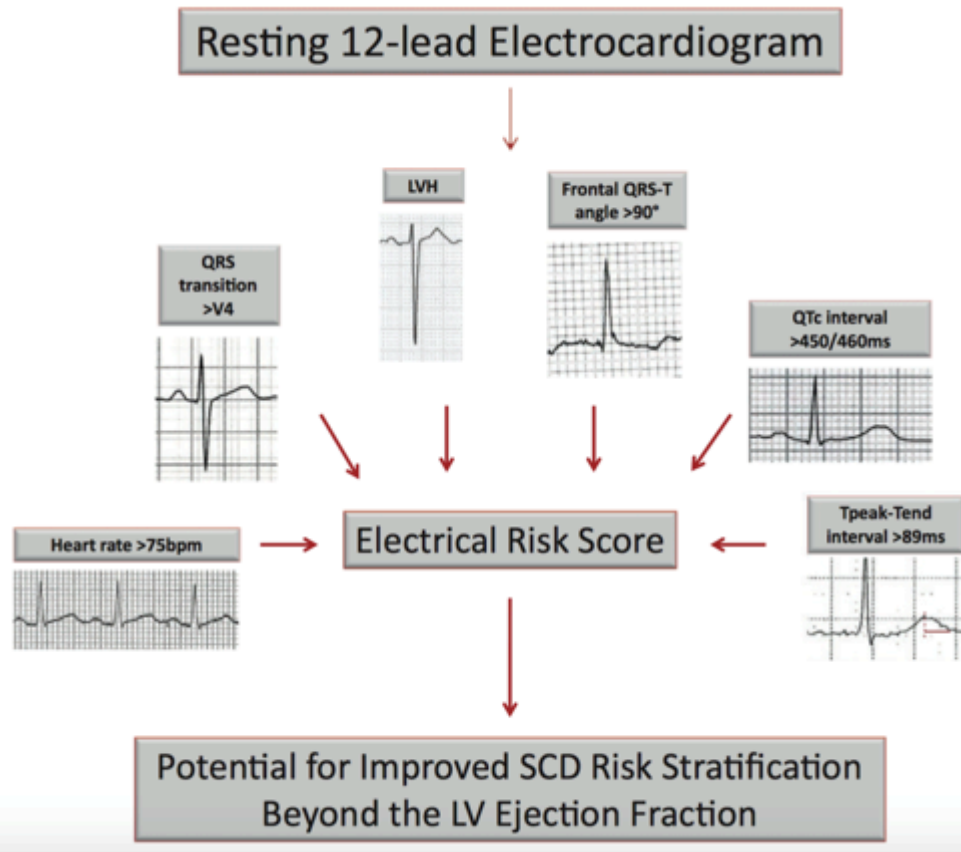 Resting 12-lead Electrocardiogram
LVH
Frontal QRS-T
angle >90°
QRS
transition
>V4
QTc interval
>450/460ms
Heart rate >75bpm
Electrical Risk Score
Tpeak-Tend
interval >89ms
Potential for Improved SCD Risk Stratification
Beyond the LV Ejection Fraction